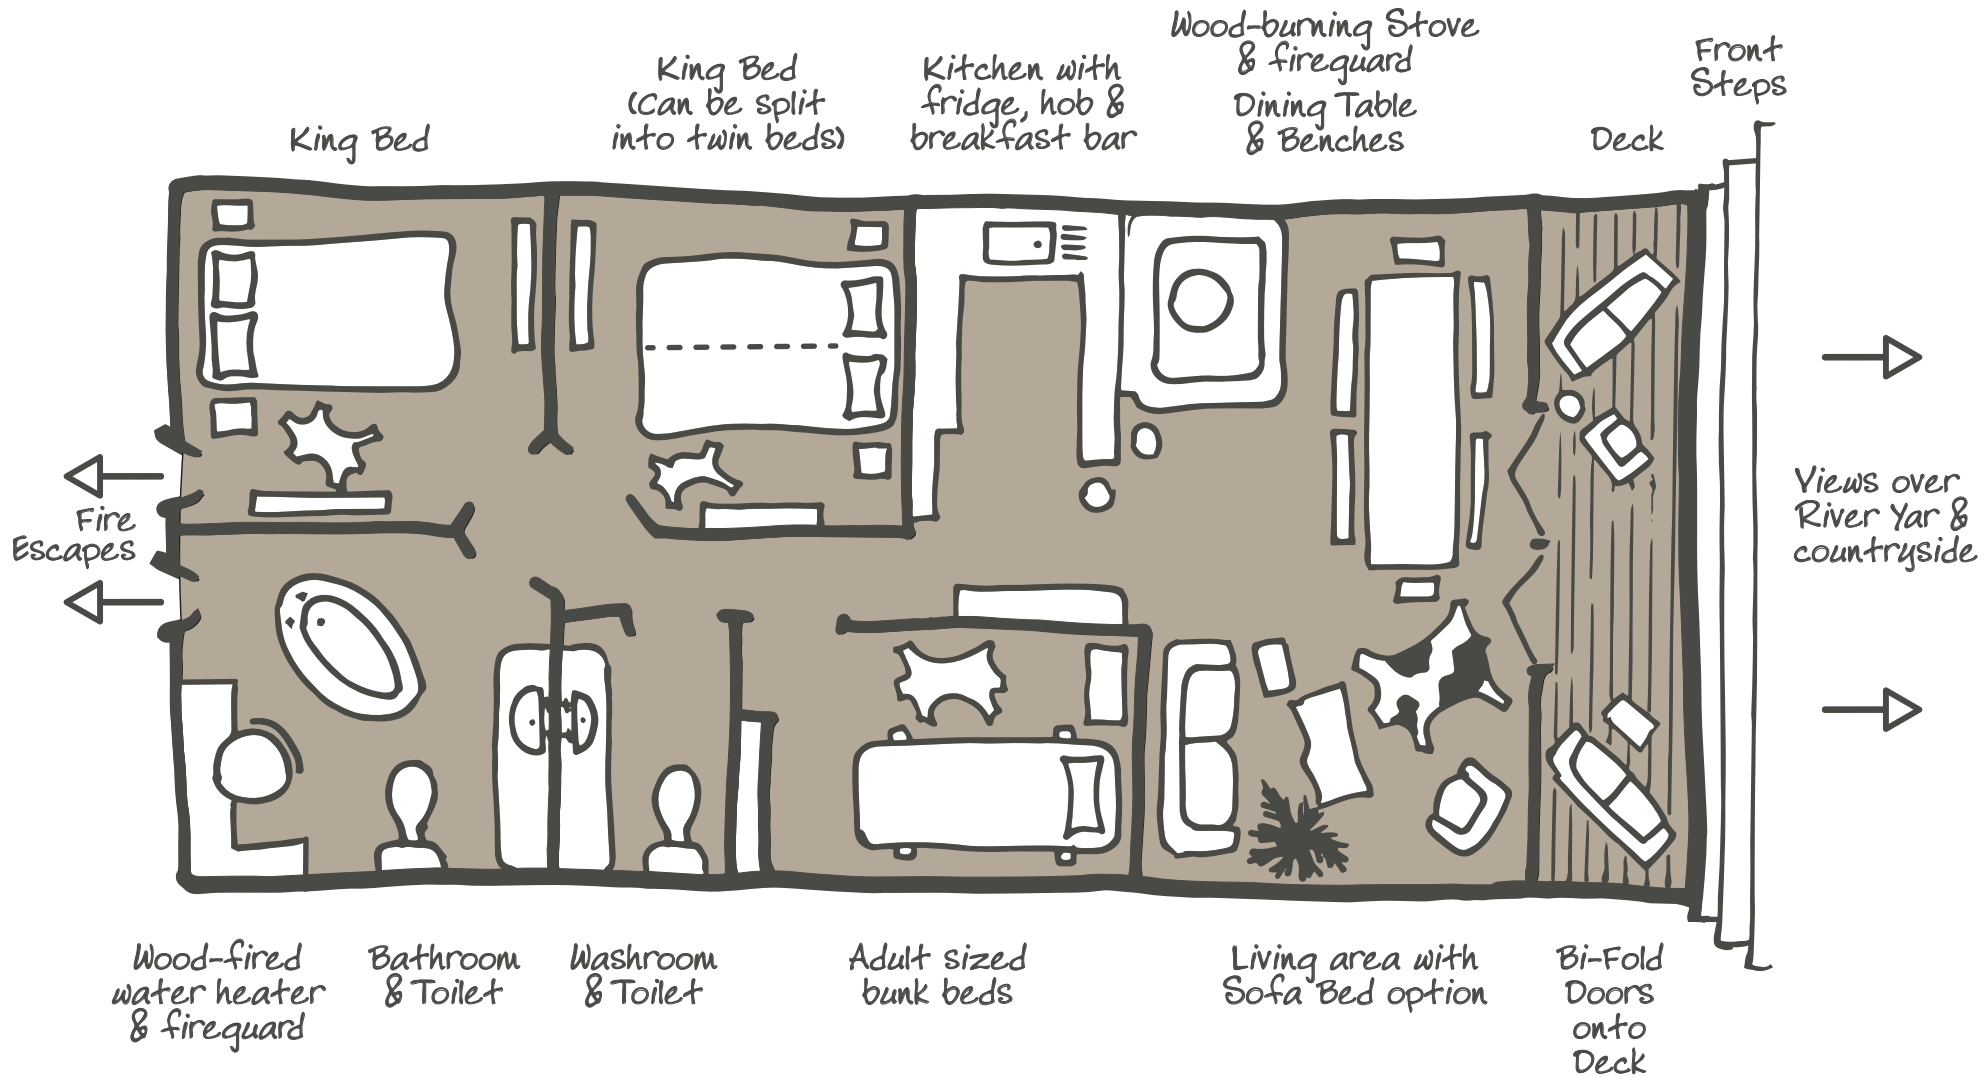 King Bed
King Bed
(Can be split
into twin beds)
Kitchen with
fridge, hob &
breakfast bar
Wood-burning Stove
& fireguard
Dining Table
& Benches
Deck
Front
Steps
Fire
Escapes
Views over
River Yar &
countryside
Wood-fired
water heater
& fireguard
Bathroom
& Toilet
Washroom
& Toilet
Adult sized
bunk beds
Living area with
Sofa Bed option
Bi-Fold
Doors
onto
Deck